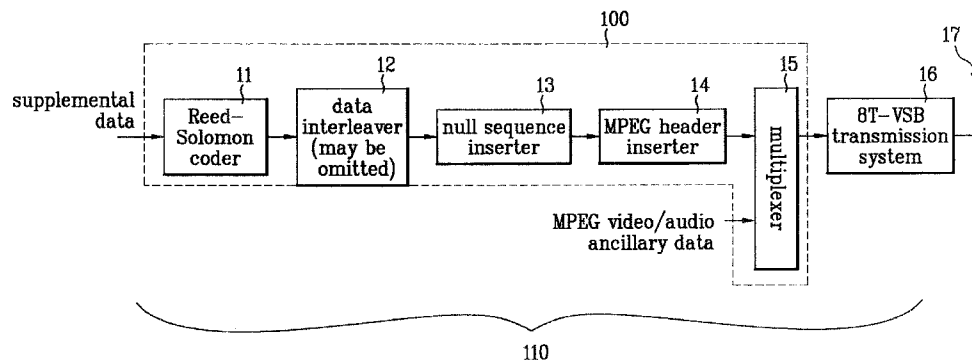 100
17
11
12
13
14
15
16
supplemental
data
Reed-
Solomon
coder
data
interleaver
(may be
omitted)
null sequence
inserter
MPEG header
inserter
multiplexer
8T-VSB
transmission
system
MPEG video/audio
ancillary data
110